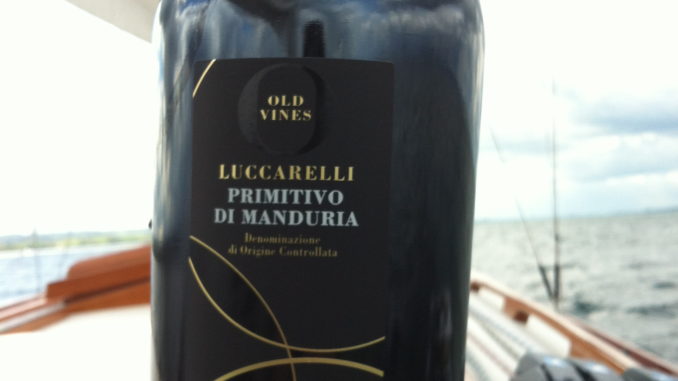 OLD
VINES
LUCCARELLI
PRIMITIVO
DI MANDURIA
Denominazione
di Origine Controllata